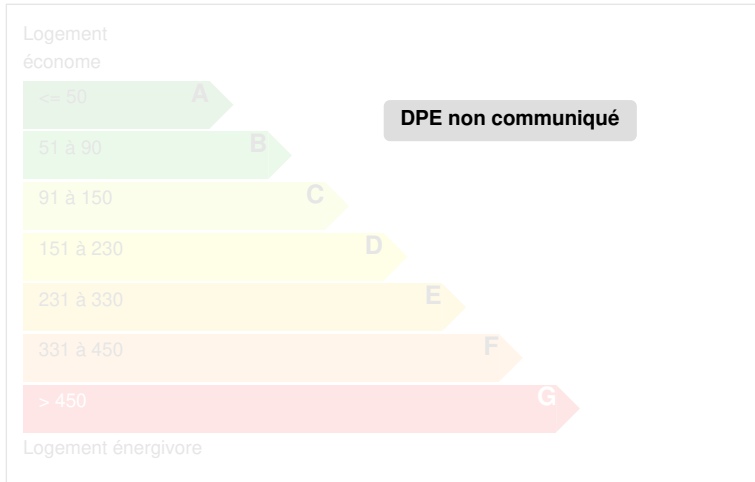 Logement
économe
<= 50 A
DPE non communiqué
51 à 90 B
91 à 150 C
151 à 230 D
231 à 330 E
331 à 450 F
> 450 G
Logement énergivore